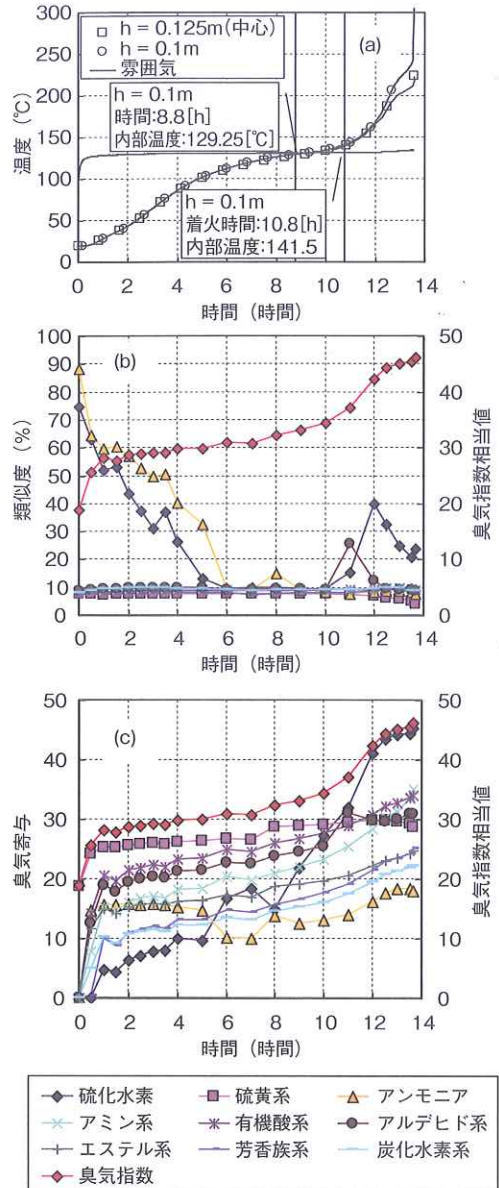 300
250
200
150
100
50
0
温度（℃）
h = 0.125m(中心)
h = 0.1m
雰囲気
(a)
h = 0.1m
時間:8.8[h]
内部温度:129.25[℃]
h = 0.1m
着火時間:10.8[h]
内部温度:141.5
0 2 4 6 8 10 12 14
時間（時間）
100
90
80
70
60
50
40
30
20
10
0
類似度（%）
(b)
50
40
30
20
10
0
臭気指数相当値
0 2 4 6 8 10 12 14
時間（時間）
50
40
30
20
10
0
臭気寄与
(c)
50
40
30
20
10
0
臭気指数相当値
0 2 4 6 8 10 12 14
時間（時間）
硫化水素 硫黄系 アンモニア
アミン系 有機酸系 アルデヒド系
エステル系 芳香族系 炭化水素系
臭気指数